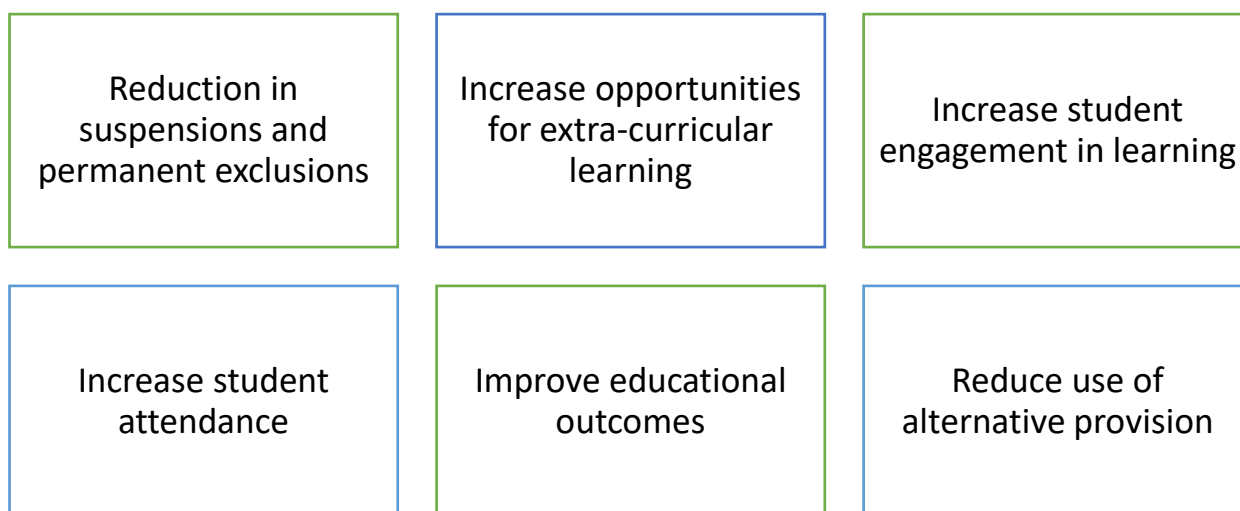 Reduction in
suspensions and
permanent exclusions
Increase opportunities
for extra-curricular
learning
Increase student
engagement in learning
Increase student
attendance
Improve educational
outcomes
Reduce use of
alternative provision